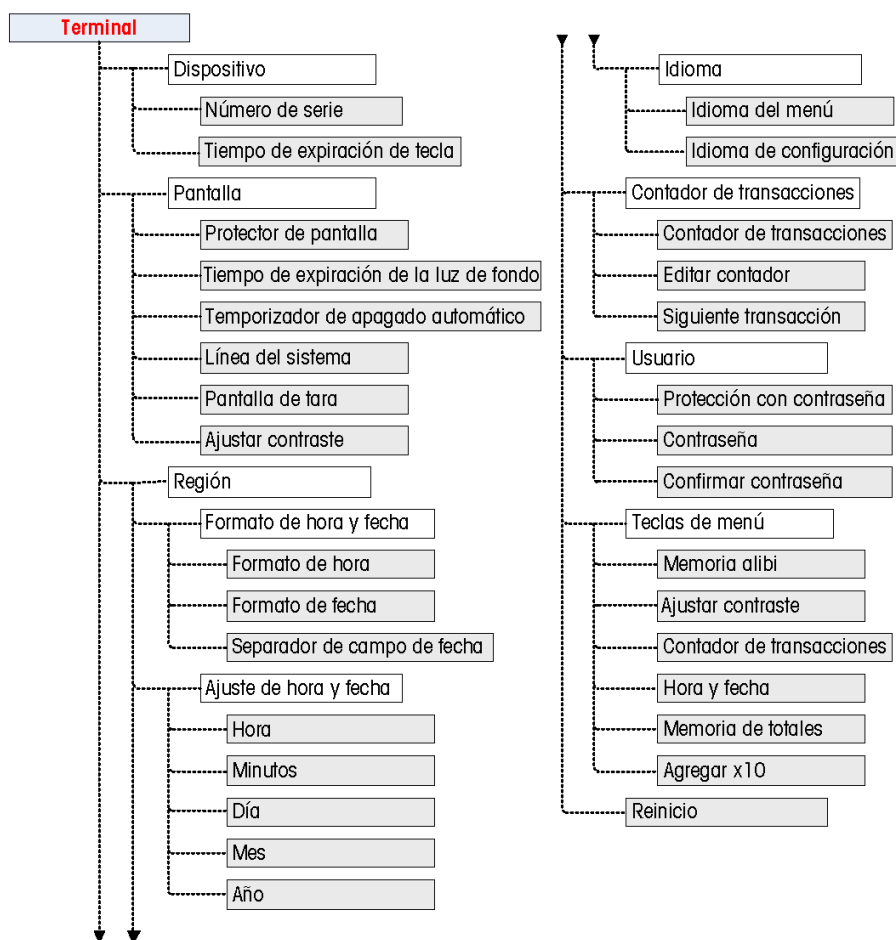 Terminal
Dispositivo
Número de serie
Tiempo de expiración de tecla
Pantalla
Protector de pantalla
Tiempo de expiración de la luz de fondo
Temporizador de apagado automático
Línea del sistema
Pantalla de tara
Ajustar contraste
Región
Formato de hora y fecha
Formato de hora
Formato de fecha
Separador de campo de fecha
Ajuste de hora y fecha
Hora
Minutos
Día
Mes
Año
Idioma
Idioma del menú
Idioma de configuración
Contador de transacciones
Contador de transacciones
Editar contador
Siguiente transacción
Usuario
Protección con contraseña
Contraseña
Confirmar contraseña
Teclas de menú
Memoria alibi
Ajustar contraste
Contador de transacciones
Hora y fecha
Memoria de totales
Agregar x10
Reinicio